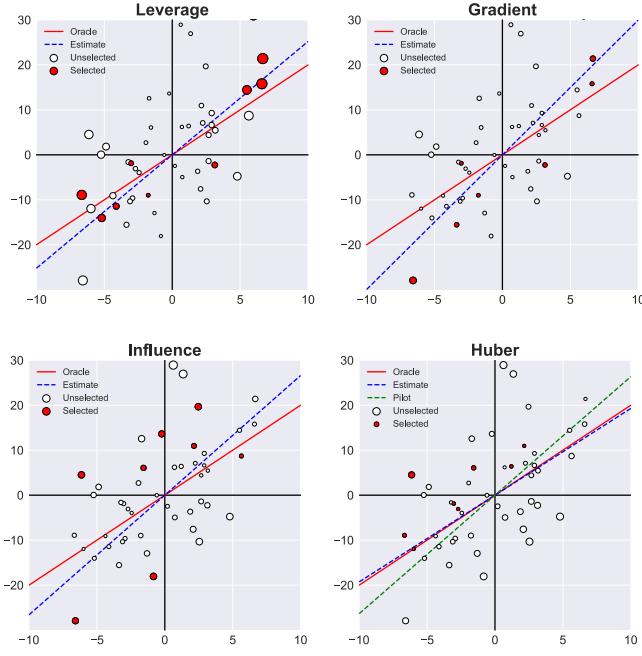 Leverage
30
20
10
0
−10
−20
−10
−5
0
5
10
Oracle
Estimate
Unselected
Selected
Gradient
30
20
10
0
−10
−20
−10
−5
0
5
10
Oracle
Estimate
Unselected
Selected
Influence
30
20
10
0
−10
−20
−10
−5
0
5
10
Oracle
Estimate
Unselected
Selected
Huber
30
20
10
0
−10
−20
−10
−5
0
5
10
Oracle
Estimate
Pilot
Unselected
Selected